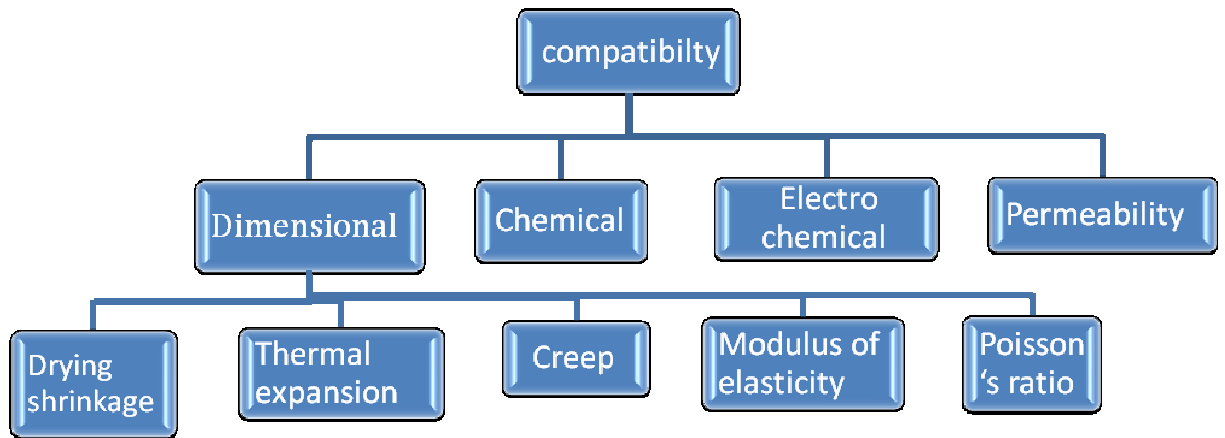 compatibilty
Dimensional
Chemical
Electro
chemical
Permeability
Drying
shrinkage
Thermal
expansion
Creep
Modulus of
elasticity
Poisson
‘s ratio